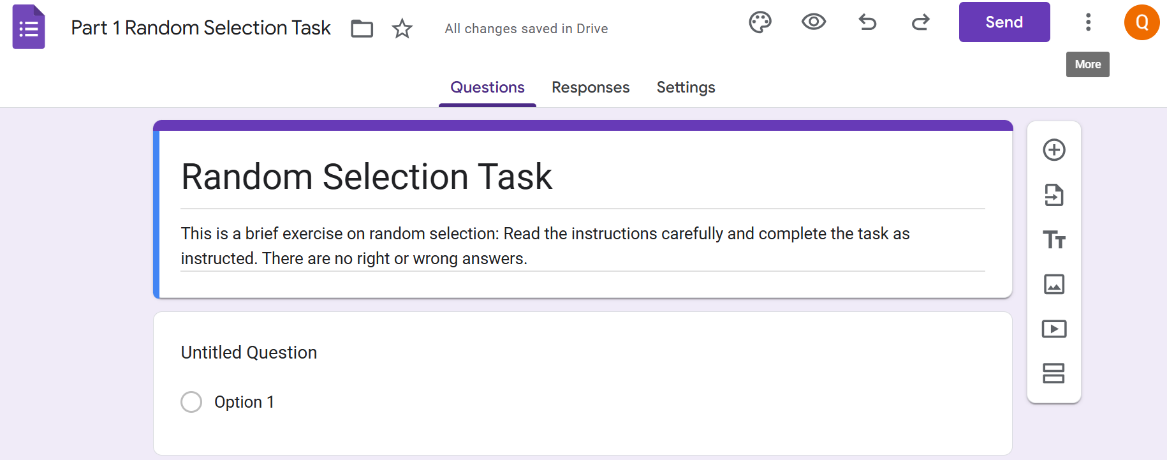 Part 1 Random Selection Task
All changes saved in Drive
Send
Q
More
Questions
Responses
Settings
Random Selection Task
This is a brief exercise on random selection: Read the instructions carefully and complete the task as
instructed. There are no right or wrong answers.
Tт
Untitled Question
Option 1